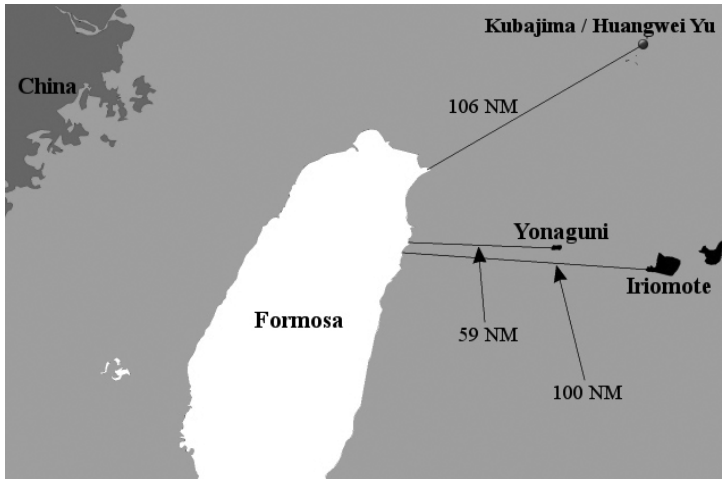 Kubajima / Huangwei Yu
China
106 NM
Yonaguni
Iriomote
Formosa
59 NM
100 NM